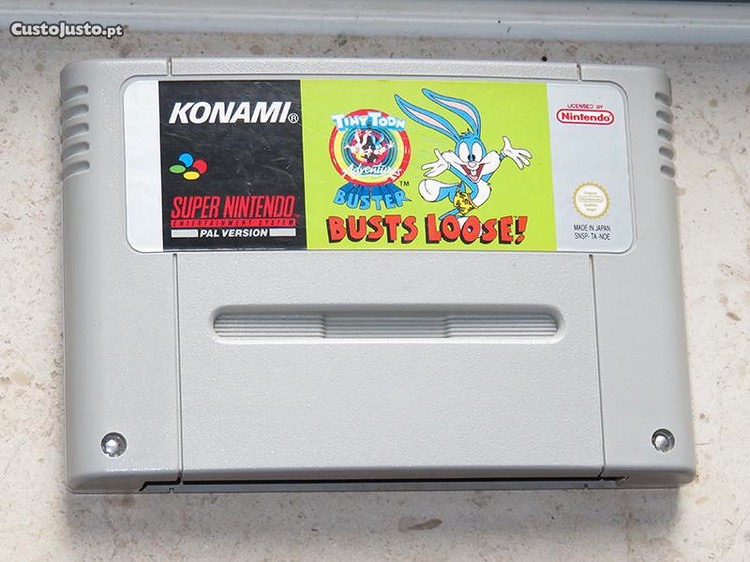 CustoJusto.pt
KONAMI®
SUPER NINTENDO
ENTERTAINMENT SYSTEM
PAL VERSION
TINY TOON
Adventures
BUSTER™
BUSTS LOOSE!
LICENSED BY
Nintendo®
MADE IN JAPAN
SNSP-TA-NOE